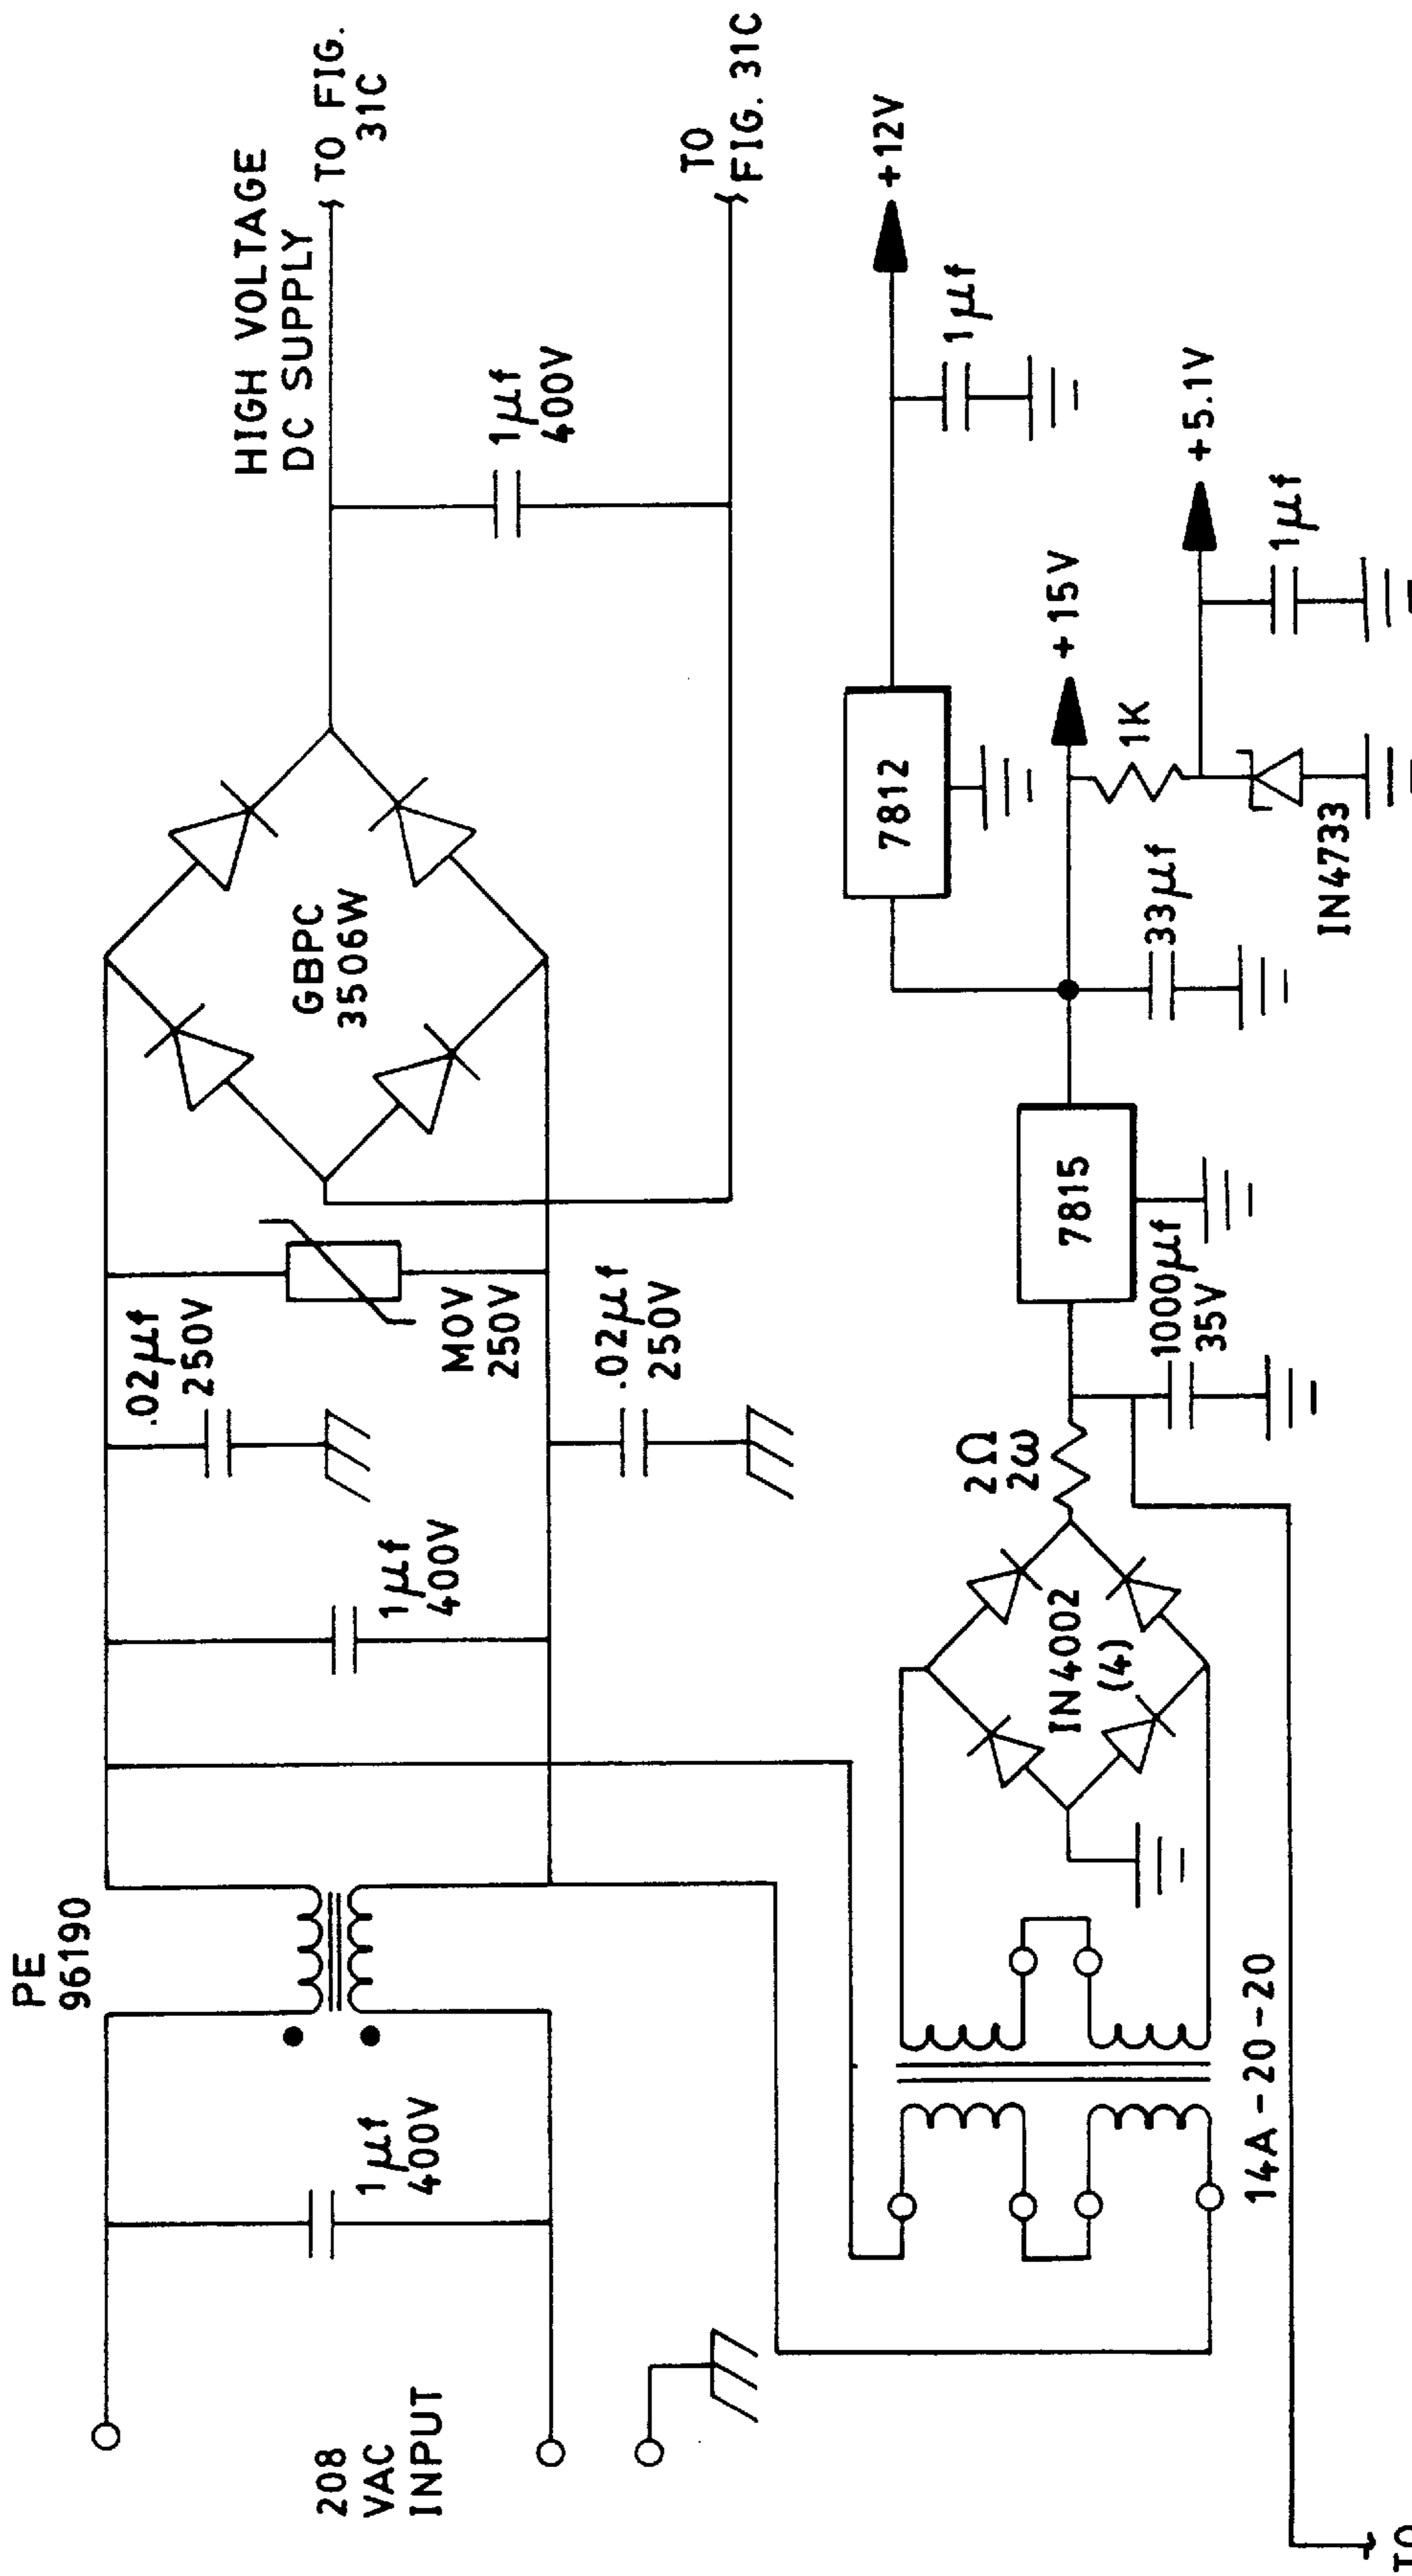 PE
96190
HIGH VOLTAGE
DC SUPPLY
TO FIG.
31C
.02µf
250V
GBPC
3506W
1µf
400V
1µf
400V
1µf
400V
MOV
250V
.02µf
250V
208
VAC
INPUT
TO
FIG. 31C
7812
+12V
1µf
2Ω
2ω
7815
+15V
1K
IN4002
(4)
1000µf
35V
33µf
+5.1V
1µf
IN4733
14A-20-20
TO